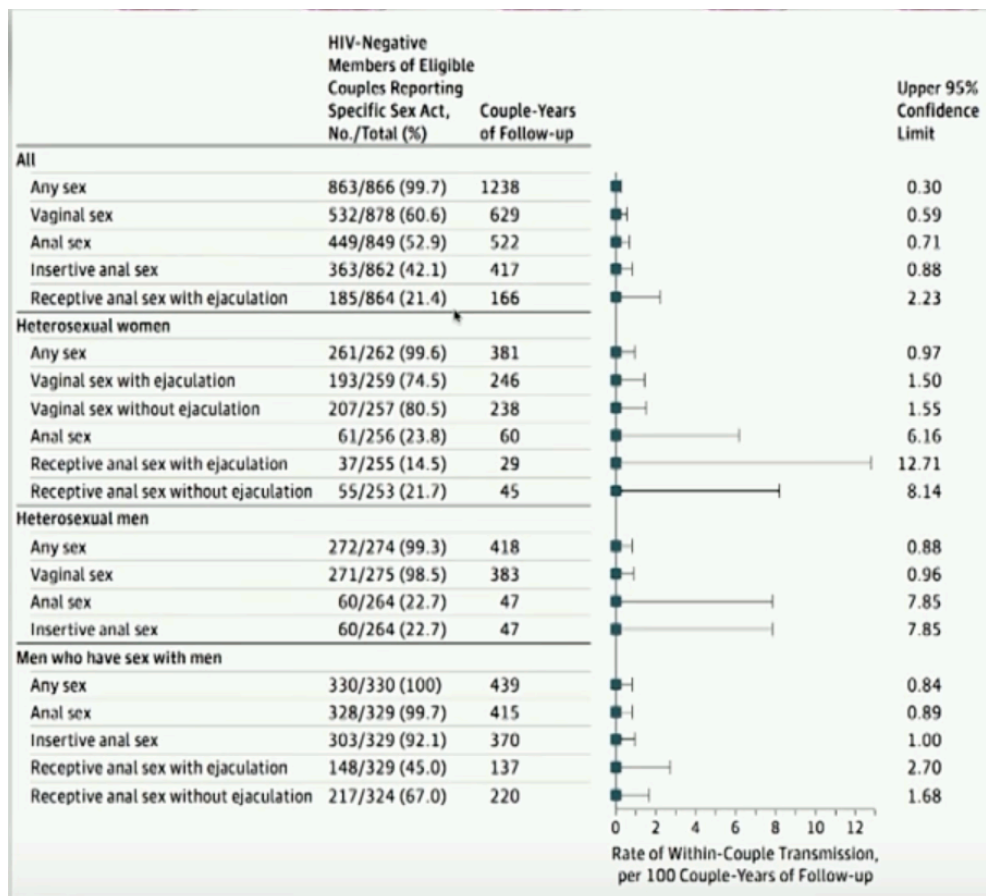 HIV-Negative
Members of Eligible
Couples Reporting
Specific Sex Act,
No./Total (%)
Couple-Years
of Follow-up
Upper 95%
Confidence
Limit
All
Any sex 863/866 (99.7) 1238 0.30
Vaginal sex 532/878 (60.6) 629 0.59
Anal sex 449/849 (52.9) 522 0.71
Insertive anal sex 363/862 (42.1) 417 0.88
Receptive anal sex with ejaculation 185/864 (21.4) 166 2.23
Heterosexual women
Any sex 261/262 (99.6) 381 0.97
Vaginal sex with ejaculation 193/259 (74.5) 246 1.50
Vaginal sex without ejaculation 207/257 (80.5) 238 1.55
Anal sex 61/256 (23.8) 60 6.16
Receptive anal sex with ejaculation 37/255 (14.5) 29 12.71
Receptive anal sex without ejaculation 55/253 (21.7) 45 8.14
Heterosexual men
Any sex 272/274 (99.3) 418 0.88
Vaginal sex 271/275 (98.5) 383 0.96
Anal sex 60/264 (22.7) 47 7.85
Insertive anal sex 60/264 (22.7) 47 7.85
Men who have sex with men
Any sex 330/330 (100) 439 0.84
Anal sex 328/329 (99.7) 415 0.89
Insertive anal sex 303/329 (92.1) 370 1.00
Receptive anal sex with ejaculation 148/329 (45.0) 137 2.70
Receptive anal sex without ejaculation 217/324 (67.0) 220 1.68
0 2 4 6 8 10 12
Rate of Within-Couple Transmission,
per 100 Couple-Years of Follow-up